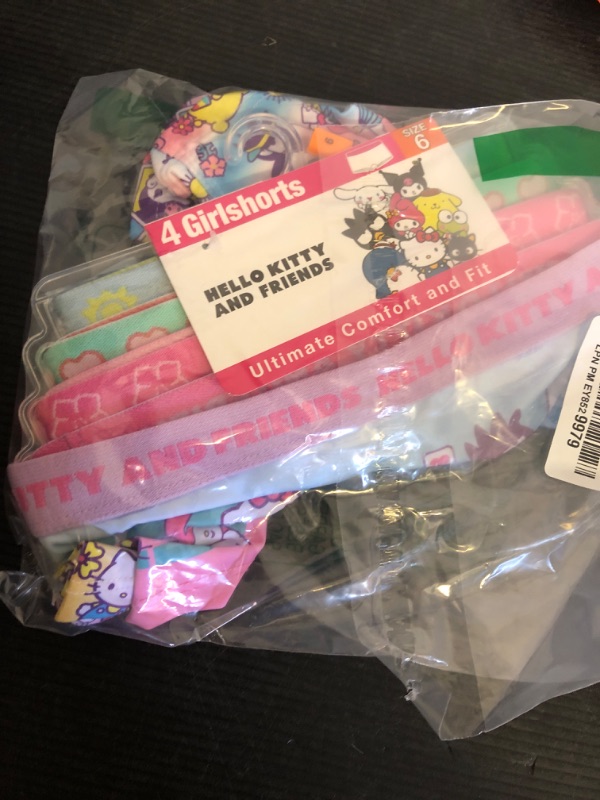 SIZE
6
4 Girlshorts
HELLO KITTY
AND FRIENDS
Ultimate Comfort and Fit
ITTY AND FRIENDS HELLO KITTY A
LPN PM EY8529979